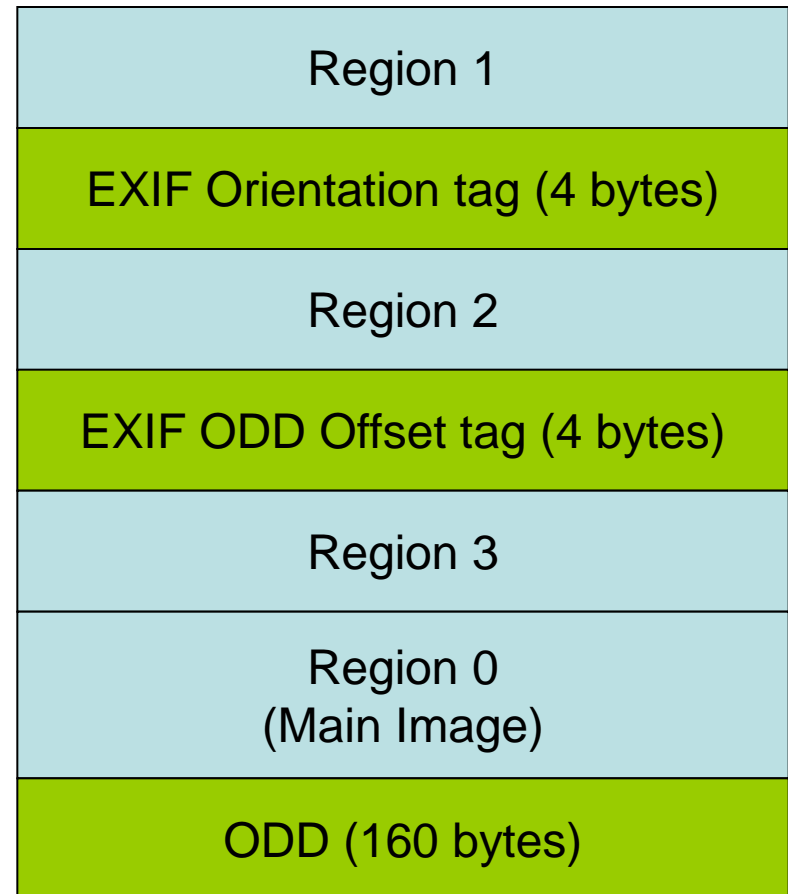 Region 1
EXIF Orientation tag (4 bytes)
Region 2
EXIF ODD Offset tag (4 bytes)
Region 3
Region 0
(Main Image)
ODD (160 bytes)